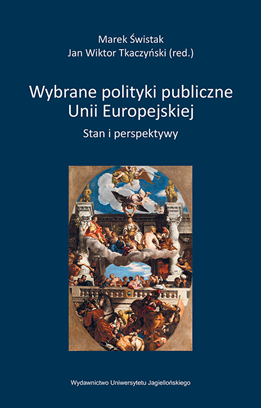 Marek Świstak
Jan Wiktor Tkaczyński (red.)
Wybrane polityki publiczne
Unii Europejskiej
Stan i perspektywy
Wydawnictwo Uniwersytetu Jagiellońskiego